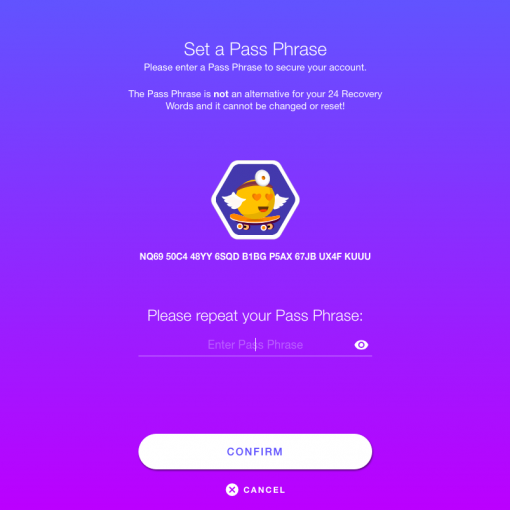 Set a Pass Phrase
Please enter a Pass Phrase to secure your account.
The Pass Phrase is not an alternative for your 24 Recovery
Words and it cannot be changed or reset!
NQ69 50C4 48YY 6SQD B1BG P5AX 67JB UX4F KUUU
Please repeat your Pass Phrase:
Enter Pass Phrase
CONFIRM
CANCEL